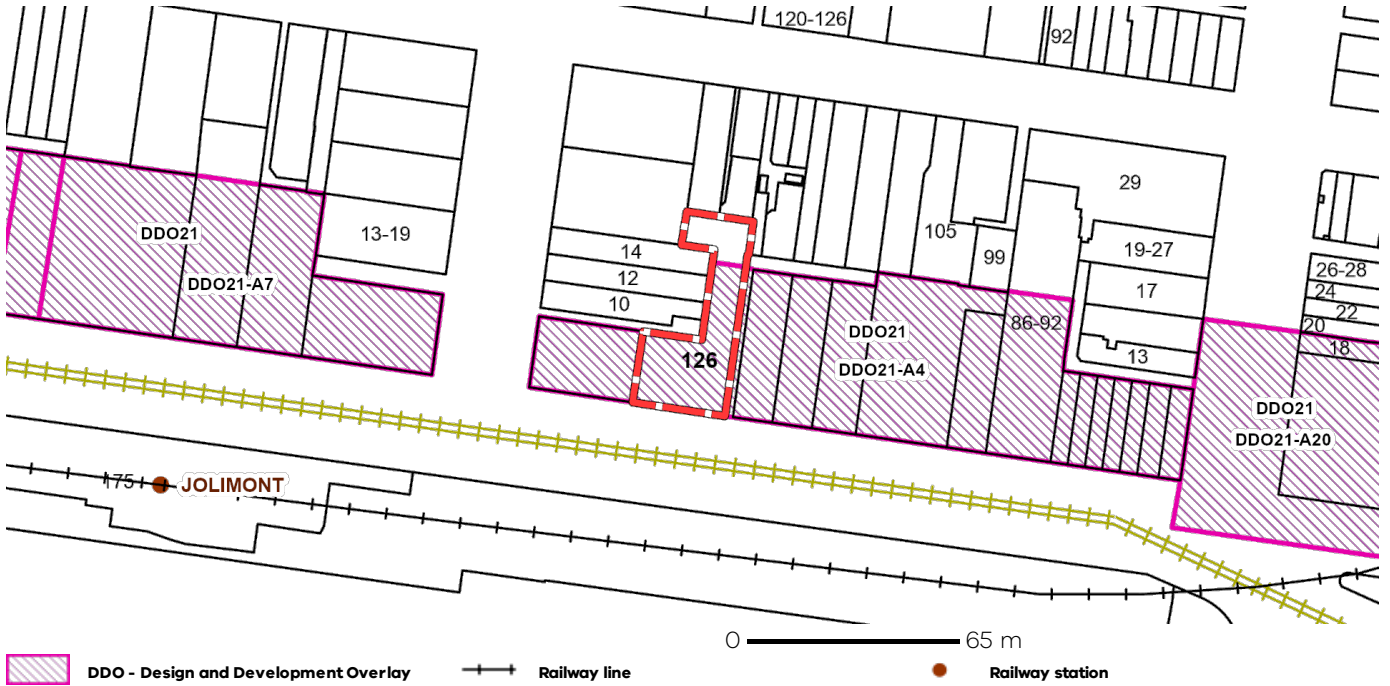 120-126
92
29
13-19
105
14
99
19-27
12
26-28
17
24
10
22
20
18
13
DDO21
DDO21-A7
86-92
DDO21
126
DDO21-A4
DDO21
DDO21-A20
175
JOLIMONT
0 65 m
DDO - Design and Development Overlay Railway line Railway station